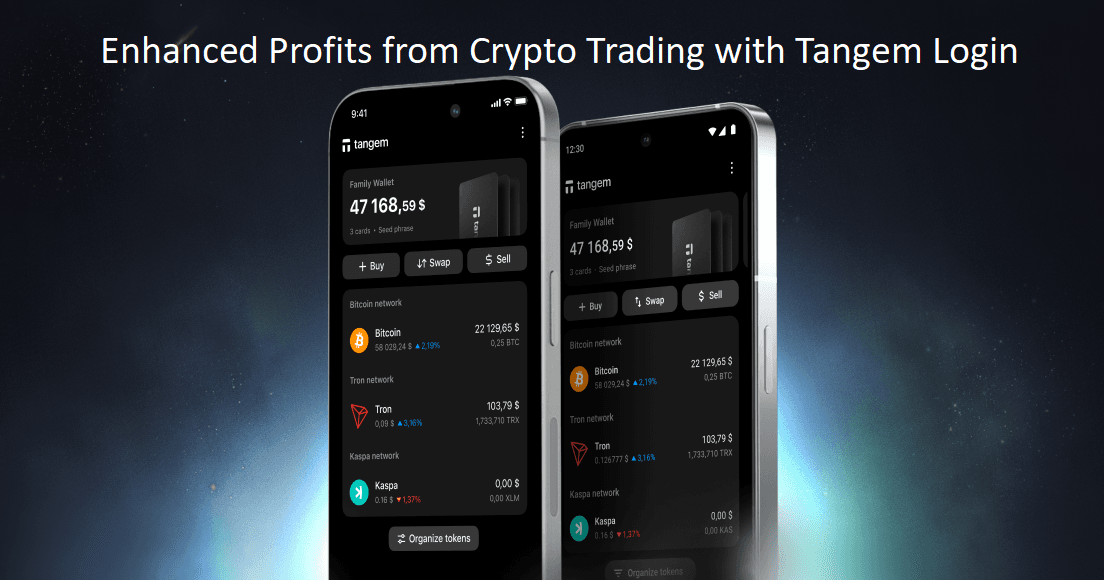 Enhanced Profits from Crypto Trading with Tangem Login
9:41
tangem
Family Wallet
47 168,59 $
3 cards • Seed phrase
tangem
+ Buy
Swap
$ Sell
Bitcoin network
Bitcoin
22 129,65 $
58 029,24 $ ▲2,19%
0,25 BTC
Tron network
Tron
103,79 $
0,09 $ ▲3,16%
1,733,710 TRX
Kaspa network
Kaspa
0,00 $
0.16 $ ▼1,37%
0,00 XLM
Organize tokens
12:30
tangem
Family Wallet
47 168,59 $
3 cards • Seed phrase
tangem
+ Buy
Swap
$ Sell
Bitcoin network
Bitcoin
22 129,65 $
58 029,24 $ ▲2,19%
0,25 BTC
Tron network
Tron
103,79 $
0.126777 $ ▲3,16%
1,733,710 TRX
Kaspa network
Kaspa
0,00 $
0.16 $ ▼1,37%
0,00 KAS
Organize tokens